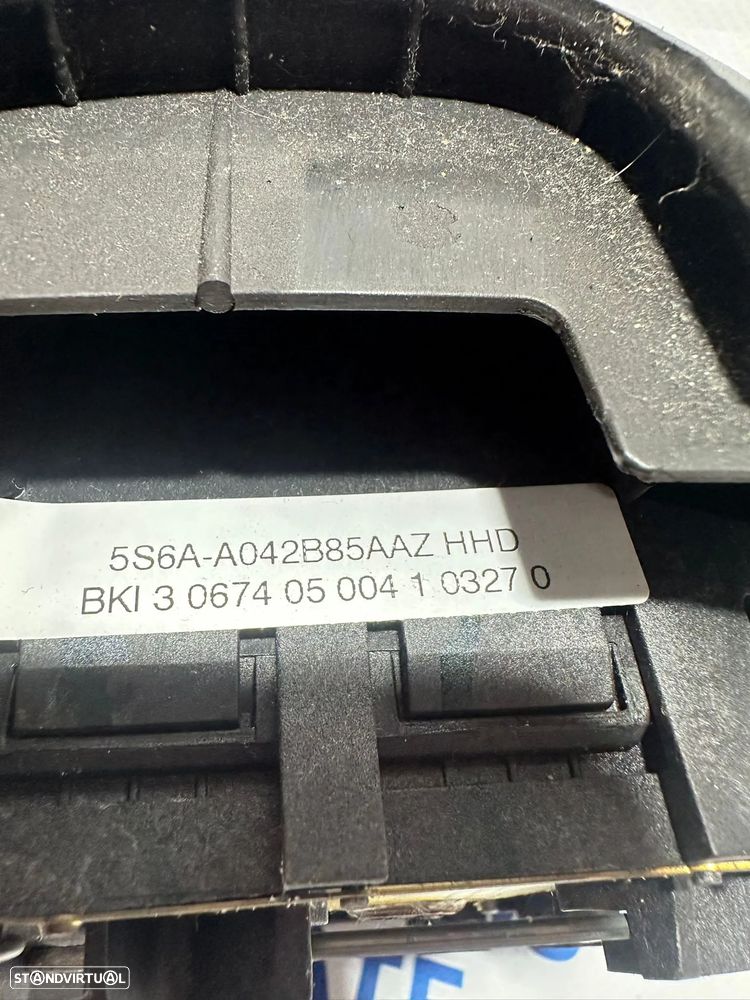 5S6A-A042B85AAZ HHD
BKI 3 0674 05 004 1 0327 0
STANDVIRTUAL